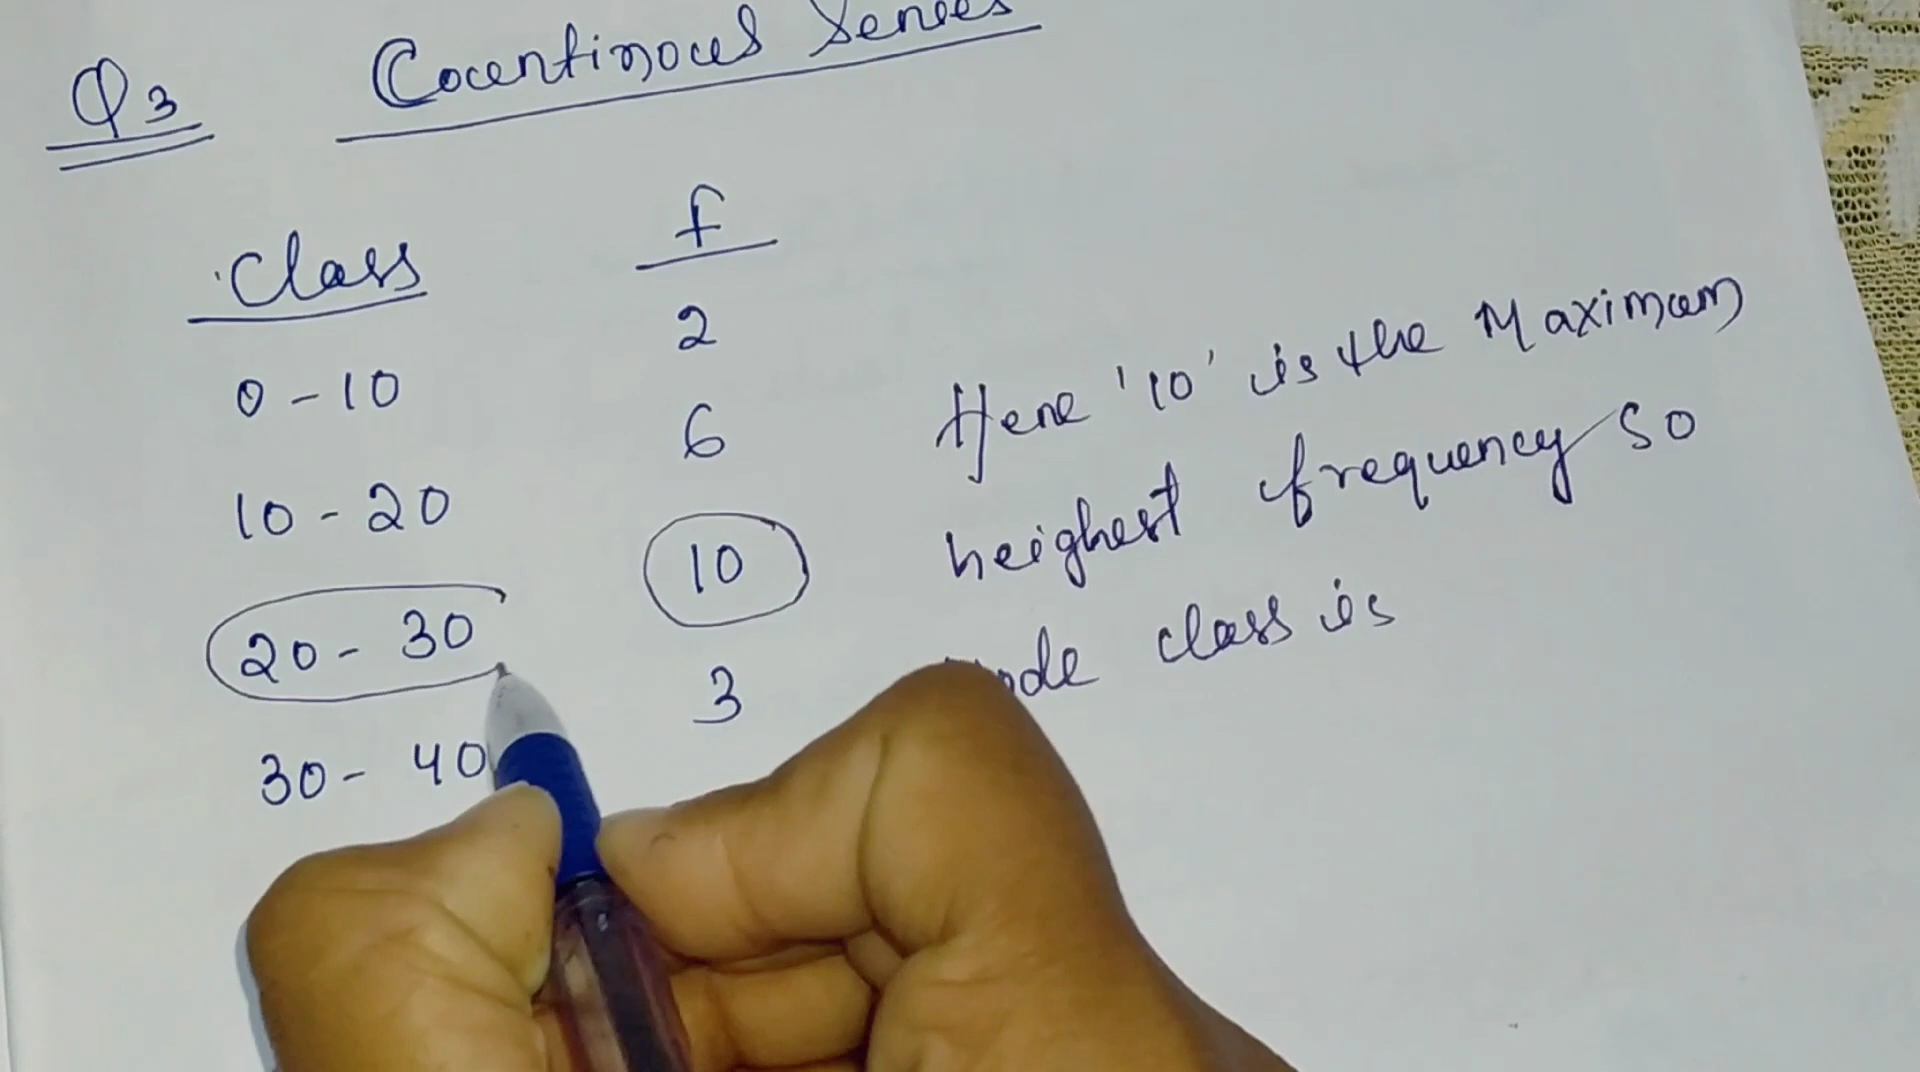 Q3 Countinous Series
Class f
0-10 2
10-20 6
20-30 10
30-40 3
Here '10' is the Maximum
heighest frequency so
class is